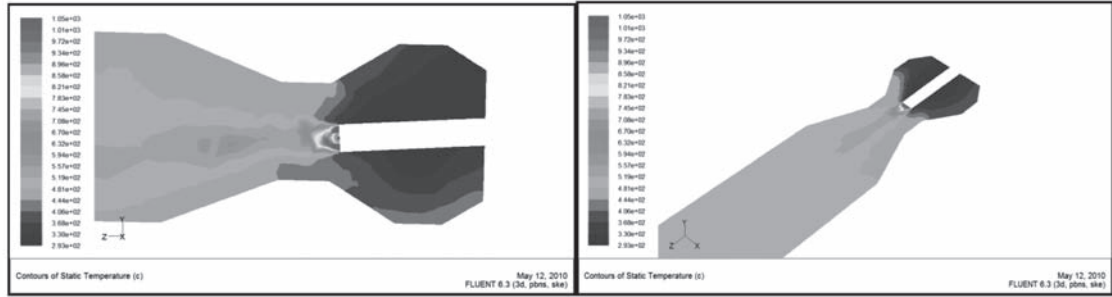 1.05e+03
1.01e+03
9.72e+02
9.34e+02
8.96e+02
8.58e+02
8.21e+02
7.83e+02
7.45e+02
7.08e+02
6.70e+02
6.32e+02
5.94e+02
5.57e+02
5.19e+02
4.81e+02
4.44e+02
4.06e+02
3.68e+02
3.30e+02
2.93e+02
Y
Z X
Contours of Static Temperature (c)
May 12, 2010
FLUENT 6.3 (3d, pbns, ske)
1.05e+03
1.01e+03
9.72e+02
9.34e+02
8.96e+02
8.58e+02
8.21e+02
7.83e+02
7.45e+02
7.08e+02
6.70e+02
6.32e+02
5.94e+02
5.57e+02
5.19e+02
4.81e+02
4.44e+02
4.06e+02
3.68e+02
3.30e+02
2.93e+02
Y
Z X
Contours of Static Temperature (c)
May 12, 2010
FLUENT 6.3 (3d, pbns, ske)